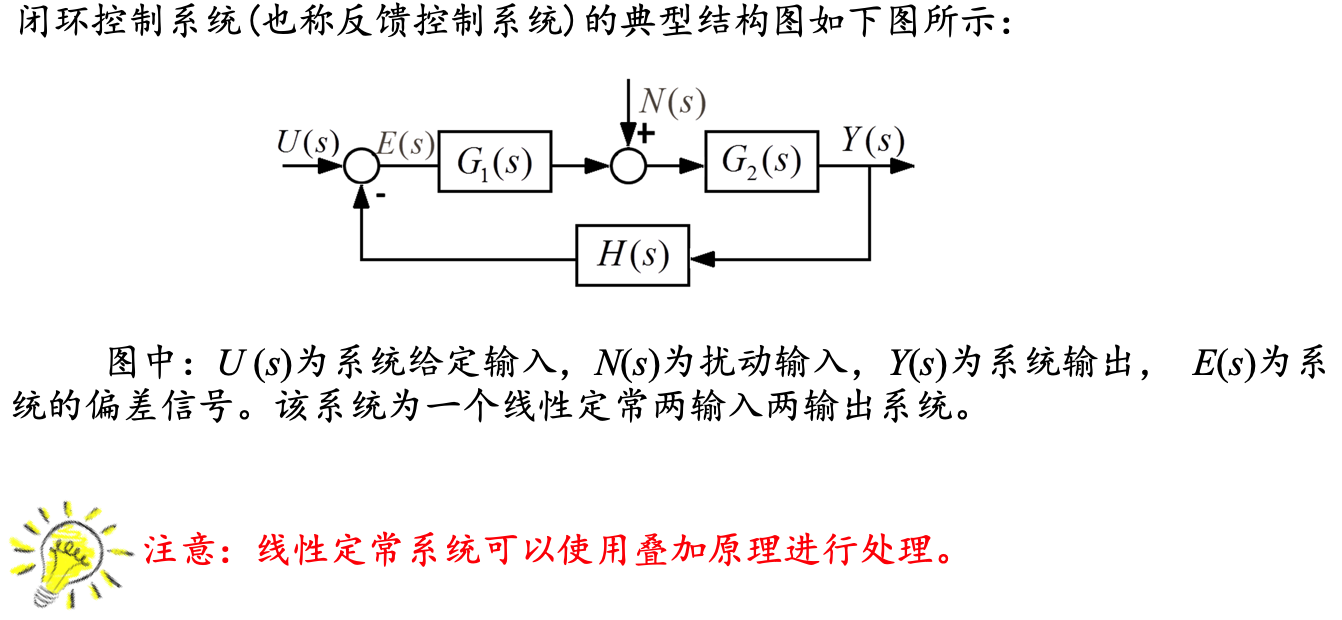 闭环控制系统(也称反馈控制系统)的典型结构图如下图所示：
N(s)
+
U(s) E(s) G₁(s) G₂(s) Y(s)
-
H(s)
图中：U (s)为系统给定输入，N(s)为扰动输入，Y(s)为系统输出， E(s)为系
统的偏差信号。该系统为一个线性定常两输入两输出系统。
注意：线性定常系统可以使用叠加原理进行处理。